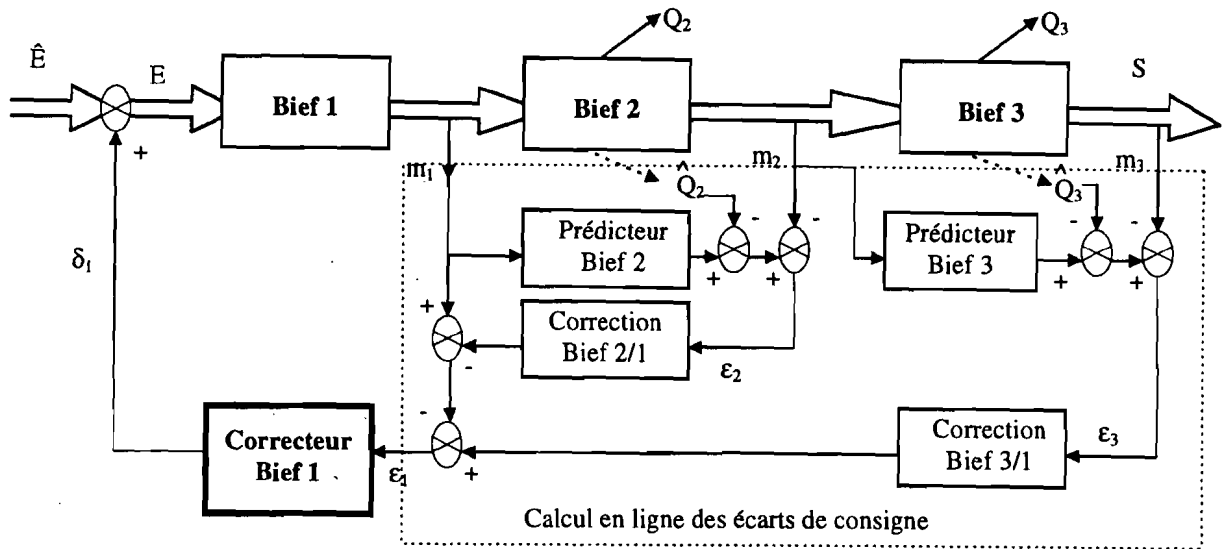 Q₂
Q₃
Ê
E
S
Bief 1
Bief 2
Bief 3
+
m₁
m₂
m₃
Q̂₂
Q̂₃
-
-
-
-
δ₁
Prédicteur
Bief 2
+
+
Prédicteur
Bief 3
+
+
+
Correction
Bief 2/1
ε₂
-
-
Correcteur
Bief 1
ε₁
+
Correction
Bief 3/1
ε₃
Calcul en ligne des écarts de consigne